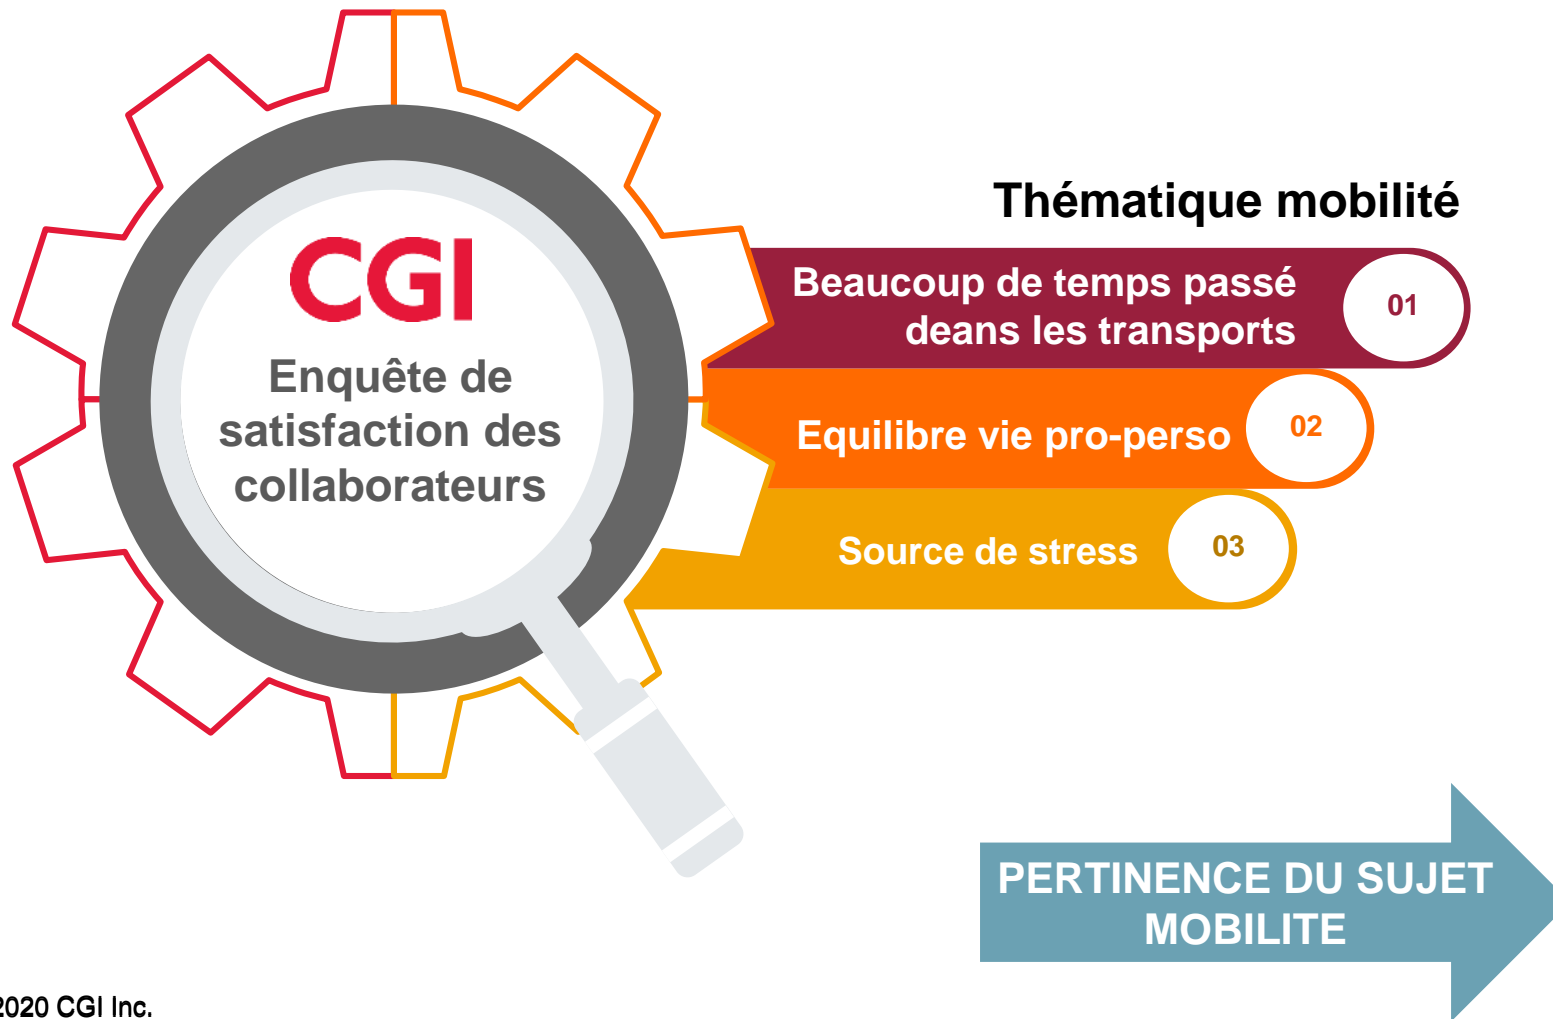 CGI
Enquête de
satisfaction des
collaborateurs
Thématique mobilité
Beaucoup de temps passé
deans les transports
01
Equilibre vie pro-perso
02
Source de stress
03
PERTINENCE DU SUJET
MOBILITE
2020 CGI Inc.